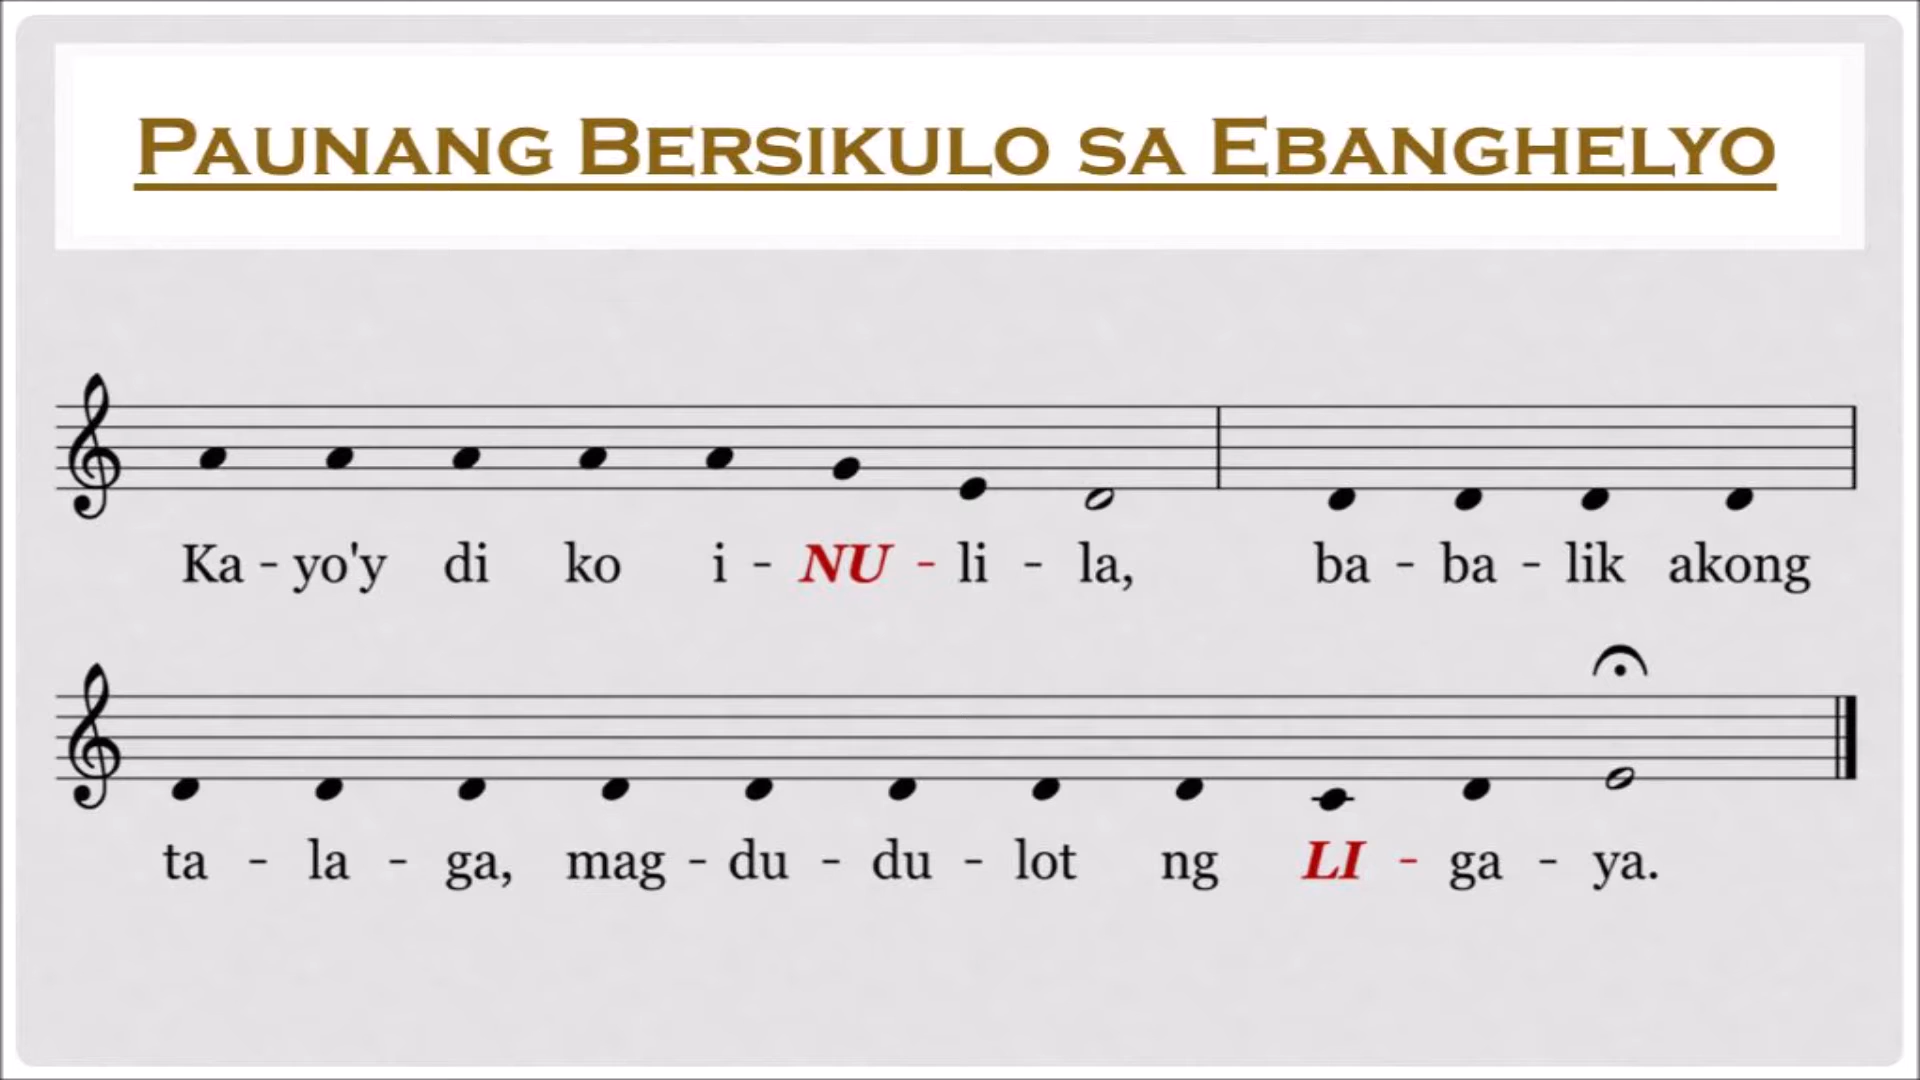 PAUNANG BERSIKULO SA EBANGHELYO
Ka - yo'y di ko i - NU - li - la, ba - ba - lik akong
ta - la - ga, mag - du - du - lot ng LI - ga - ya.